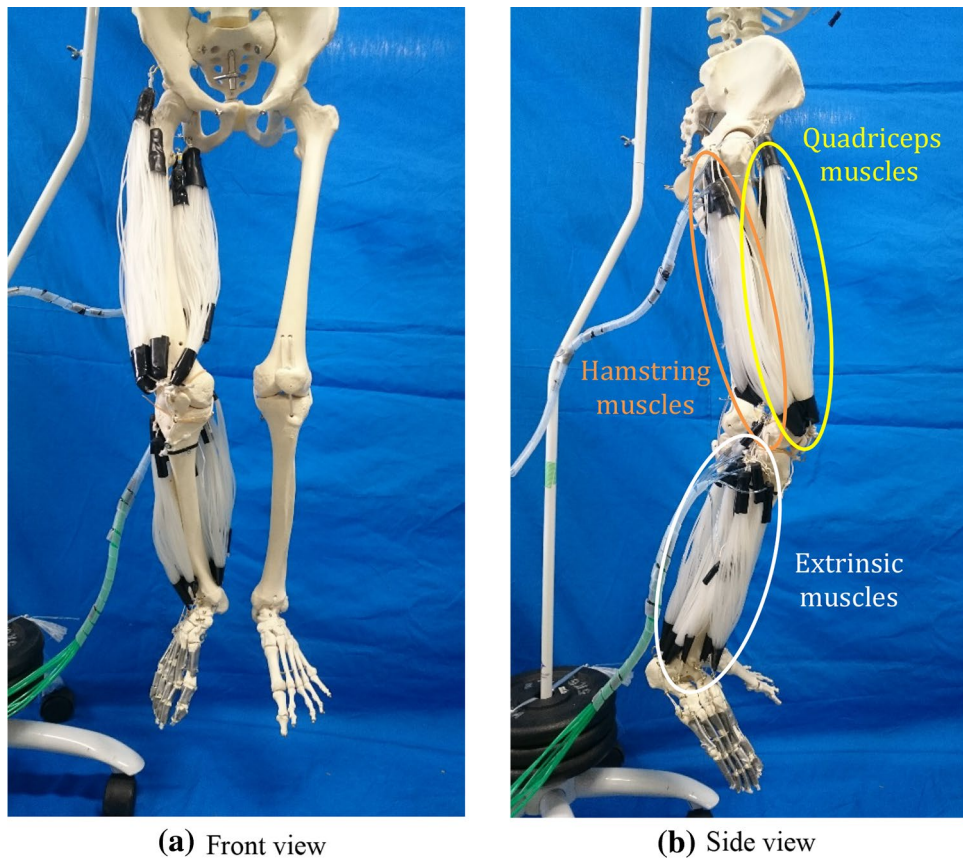 Quadriceps
muscles
Hamstring
muscles
Extrinsic
muscles
(a) Front view
(b) Side view